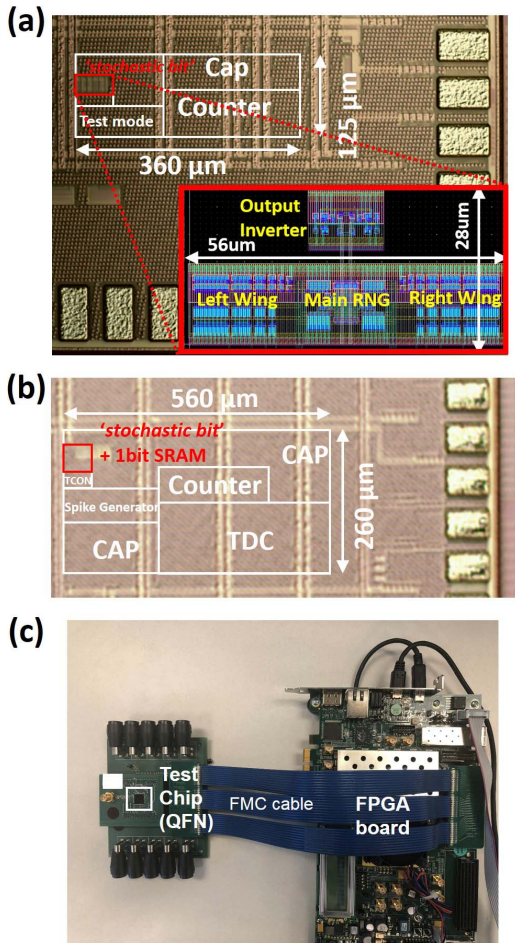 (a)
'stochastic bit'
Cap
Counter
Test mode
360 μm
125 μm
Output
Inverter
56um
28um
Left Wing
Main RNG
Right Wing
(b)
560 μm
'stochastic bit'
+ 1bit SRAM
CAP
TCON
Counter
Spike Generator
CAP
TDC
260 μm
(c)
Test
Chip
(QFN)
FMC cable
FPGA
board